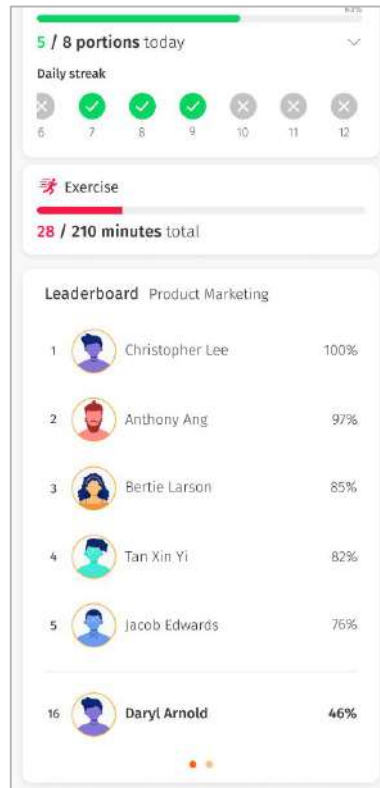 63%
5 / 8 portions today
Daily streak
6 7 8 9 10 11 12
Exercise
28 / 210 minutes total
Leaderboard Product Marketing
1 Christopher Lee 100%
2 Anthony Ang 97%
3 Bertie Larson 85%
4 Tan Xin Yi 82%
5 Jacob Edwards 76%
16 Daryl Arnold 46%